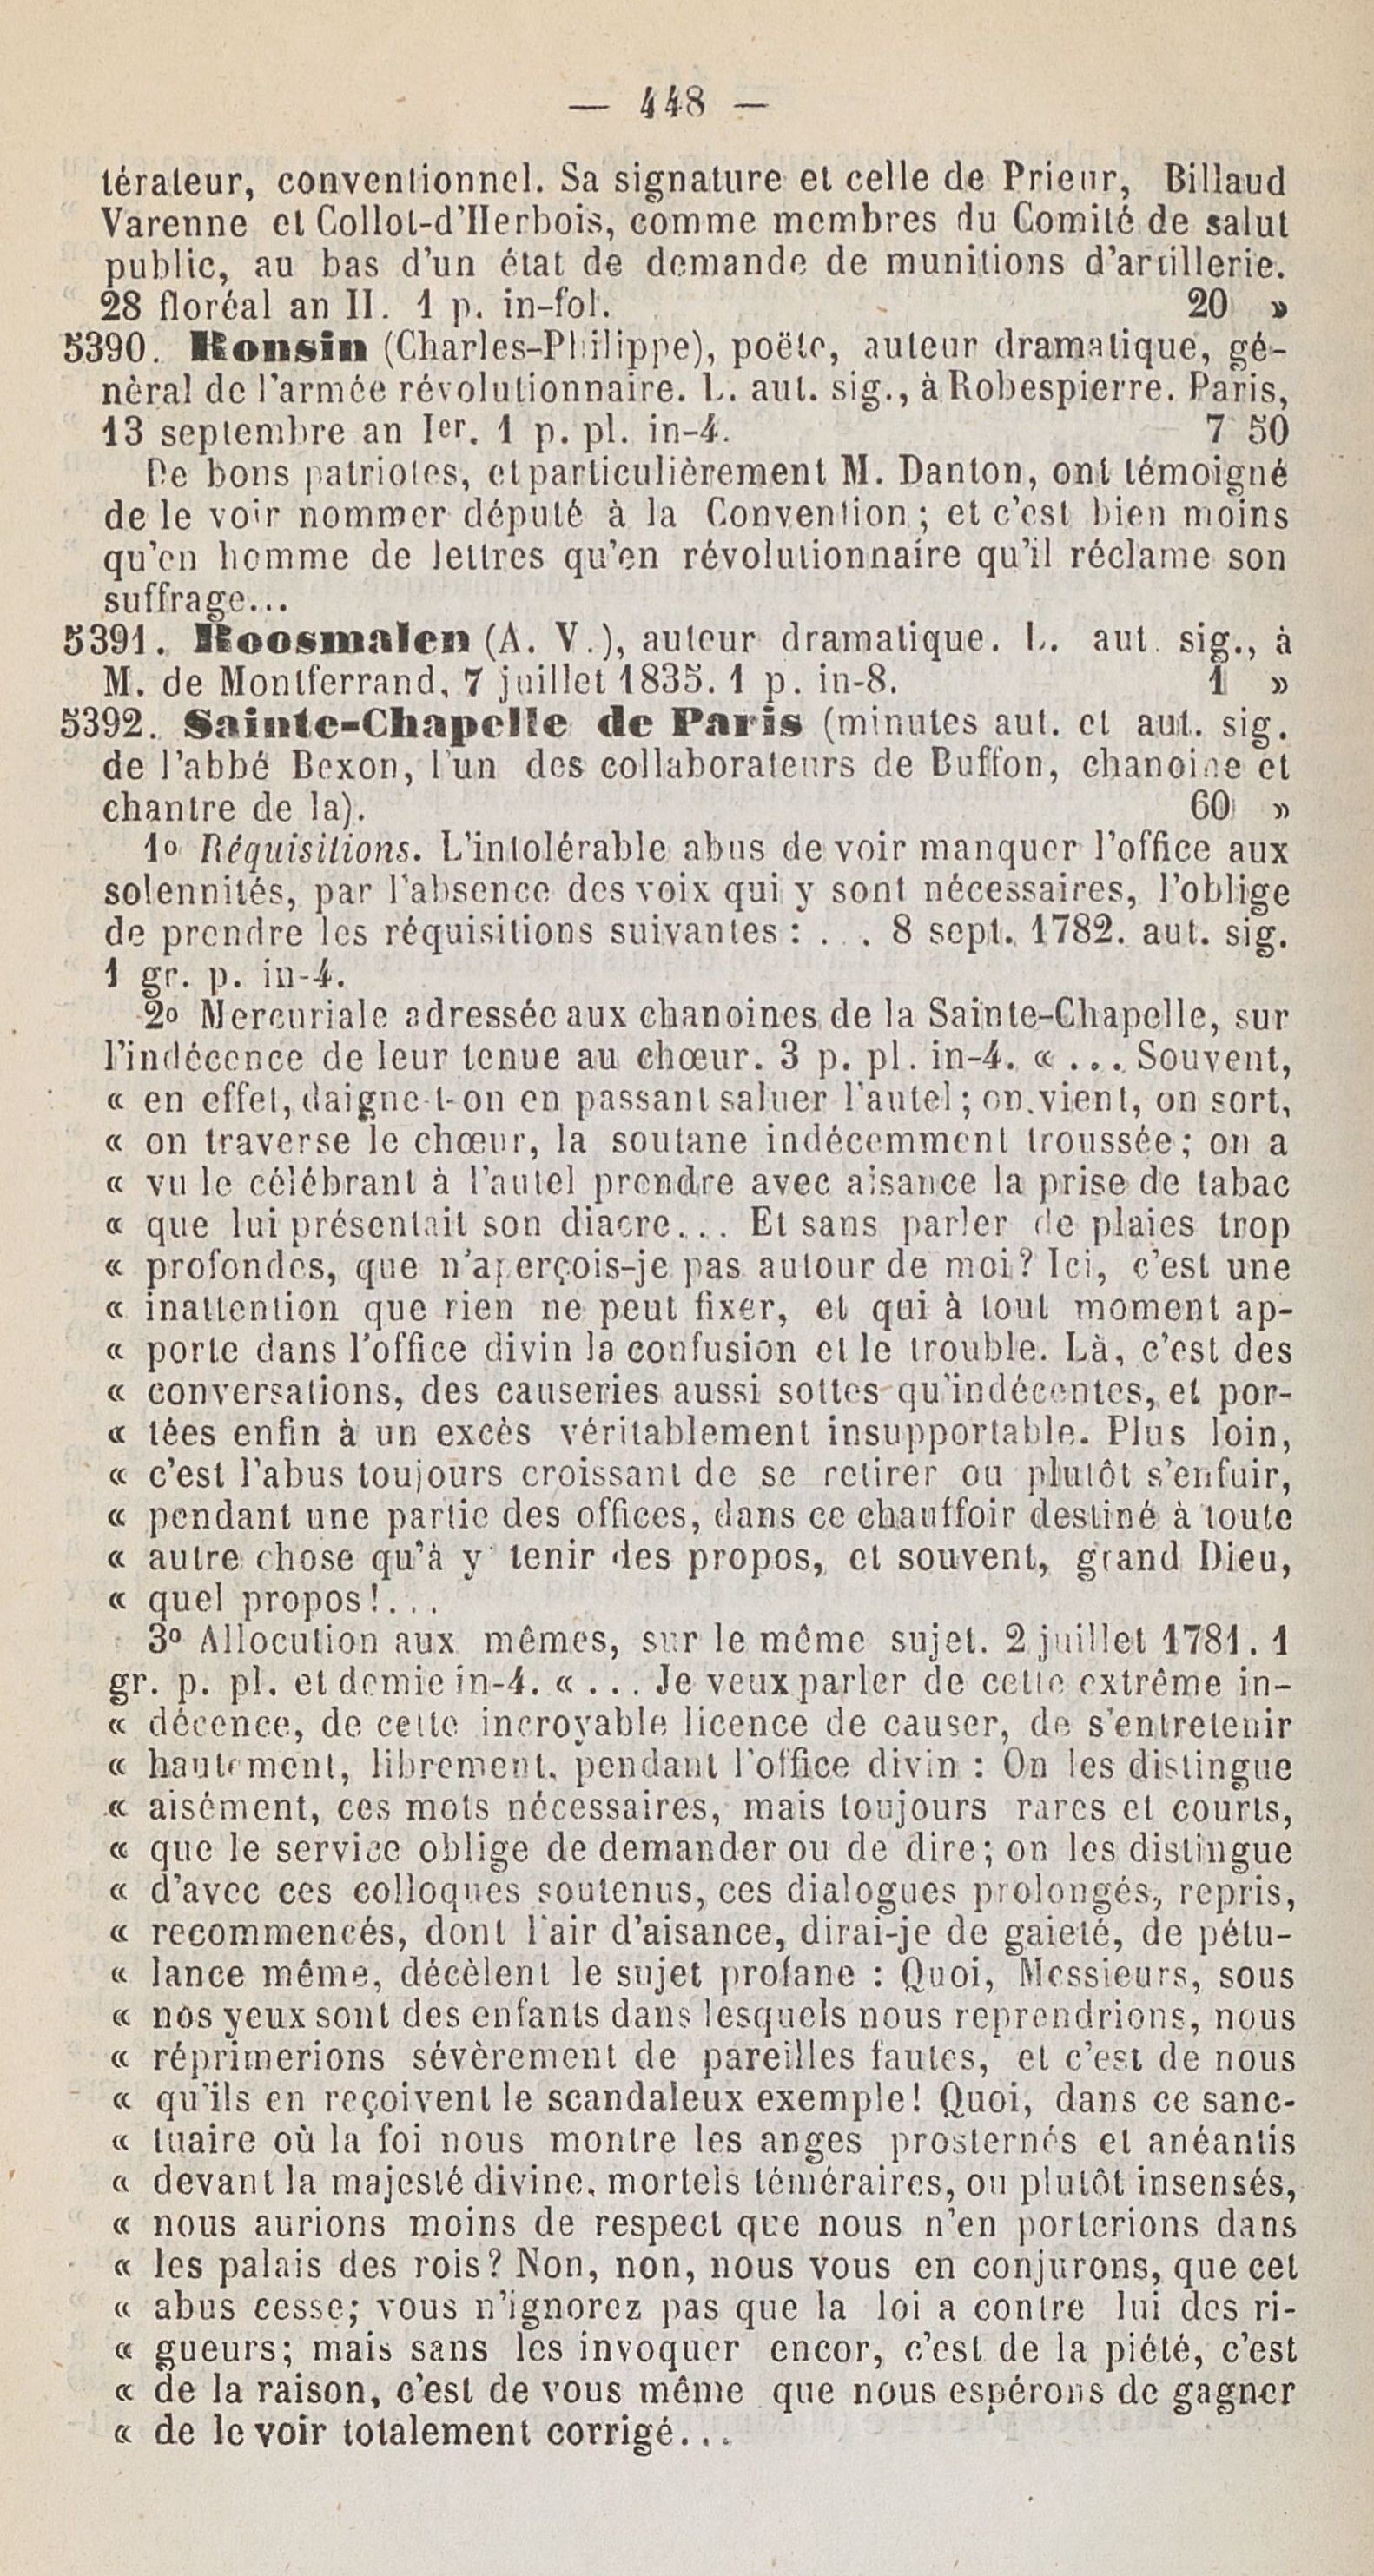 — 448 —
térateur, conventionnel. Sa signature et celle de Prieur, Billaud
Varenne et Collot-d'Herbois, comme membres du Comité de salut
public, au bas d'un état de demande de munitions d'artillerie.
28 floréal an II. 1 p. in-fol. 20 »
5390. Ronsin (Charles-Philippe), poëte, auteur dramatique, gé-
nèral de l'armée révolutionnaire. L. aut. sig., à Robespierre. Paris,
13 septembre an Ier. 1 p. pl. in-4. 7 50
De bons patriotes, et particulièrement M. Danton, ont témoigné
de le voir nommer député à la Convention; et c'est bien moins
qu'en homme de lettres qu'en révolutionnaire qu'il réclame son
suffrage...
5391. Roosmalen (A. V.), auteur dramatique. L. aut. sig., à
M. de Montferrand, 7 juillet 1835. 1 p. in-8. 1 »
5392. Sainte-Chapelle de Paris (minutes aut. et aut. sig.
de l'abbé Bexon, l'un des collaborateurs de Buffon, chanoine et
chantre de la). 60 »
1o Réquisitions. L'intolérable abus de voir manquer l'office aux
solennités, par l'absence des voix qui y sont nécessaires, l'oblige
de prendre les réquisitions suivantes : . . . 8 sept. 1782. aut. sig.
1 gr. p. in-4.
2o Mercuriale adressée aux chanoines de la Sainte-Chapelle, sur
l'indécence de leur tenue au chœur. 3 p. pl. in-4. « ... Souvent,
« en effet, daigne-t-on en passant saluer l'autel; on vient, on sort,
« on traverse le chœur, la soutane indécemment troussée; on a
« vu le célébrant à l'autel prendre avec aisance la prise de tabac
« que lui présentait son diacre... Et sans parler de plaies trop
« profondes, que n'aperçois-je pas autour de moi? Ici, c'est une
« inattention que rien ne peut fixer, et qui à tout moment ap-
« porte dans l'office divin la confusion et le trouble. Là, c'est des
« conversations, des causeries aussi sottes qu'indécentes, et por-
« tées enfin à un excès véritablement insupportable. Plus loin,
« c'est l'abus toujours croissant de se retirer ou plutôt s'enfuir,
« pendant une partie des offices, dans ce chauffoir destiné à toute
« autre chose qu'à y tenir des propos, et souvent, grand Dieu,
« quel propos!...
3o Allocution aux mêmes, sur le même sujet. 2 juillet 1781. 1
gr. p. pl. et demie in-4. « ... Je veux parler de cette extrême in-
« décence, de cette incroyable licence de causer, de s'entretenir
« hautement, librement, pendant l'office divin : On les distingue
« aisément, ces mots nécessaires, mais toujours rares et courts,
« que le service oblige de demander ou de dire; on les distingue
« d'avec ces colloques soutenus, ces dialogues prolongés, repris,
« recommencés, dont l'air d'aisance, dirai-je de gaieté, de pétu-
« lance même, décèlent le sujet profane : Quoi, Messieurs, sous
« nos yeux sont des enfants dans lesquels nous reprendrions, nous
« réprimerions sévèrement de pareilles fautes, et c'est de nous
« qu'ils en reçoivent le scandaleux exemple! Quoi, dans ce sanc-
« tuaire où la foi nous montre les anges prosternés et anéantis
« devant la majesté divine, mortels téméraires, ou plutôt insensés,
« nous aurions moins de respect que nous n'en porterions dans
« les palais des rois? Non, non, nous vous en conjurons, que cet
« abus cesse; vous n'ignorez pas que la loi a contre lui des ri-
« gueurs; mais sans les invoquer encor, c'est de la piété, c'est
« de la raison, c'est de vous même que nous espérons de gagner
« de le voir totalement corrigé...